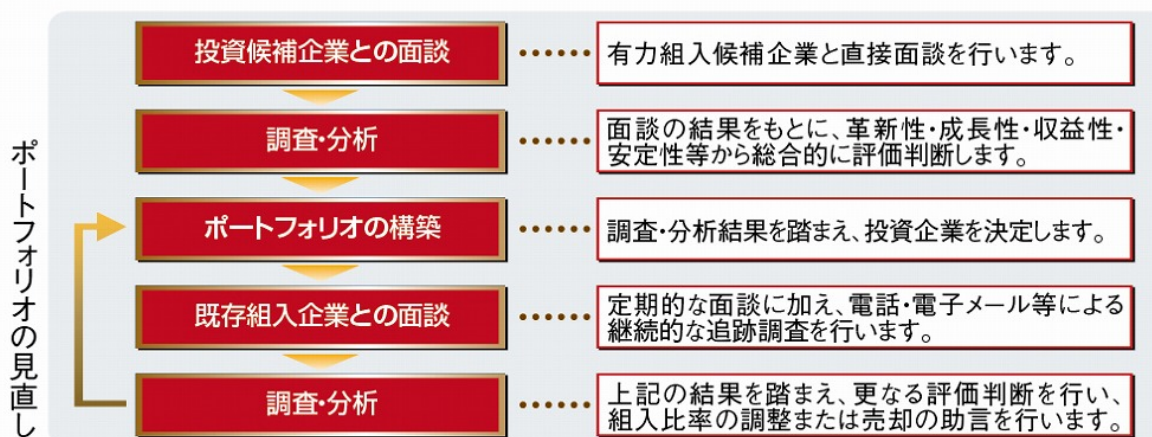 投資候補企業との面談
有力組入候補企業と直接面談を行います。
調査・分析
面談の結果をもとに、革新性・成長性・収益性・
安定性等から総合的に評価判断します。
ポートフォリオの構築
調査・分析結果を踏まえ、投資企業を決定します。
既存組入企業との面談
定期的な面談に加え、電話・電子メール等による
継続的な追跡調査を行います。
調査・分析
上記の結果を踏まえ、更なる評価判断を行い、
組入比率の調整または売却の助言を行います。
ポートフォリオの見直し